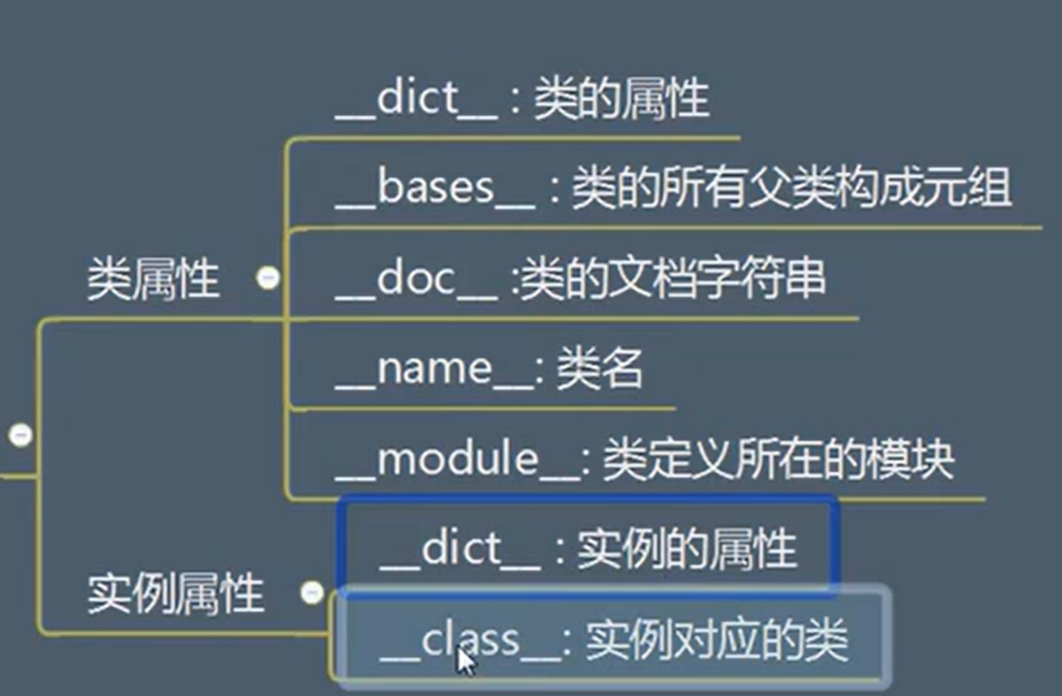 __dict__ : 类的属性
__bases__ : 类的所有父类构成元组
类属性
__doc__ :类的文档字符串
__name__: 类名
__module__: 类定义所在的模块
__dict__ : 实例的属性
实例属性
__class__: 实例对应的类